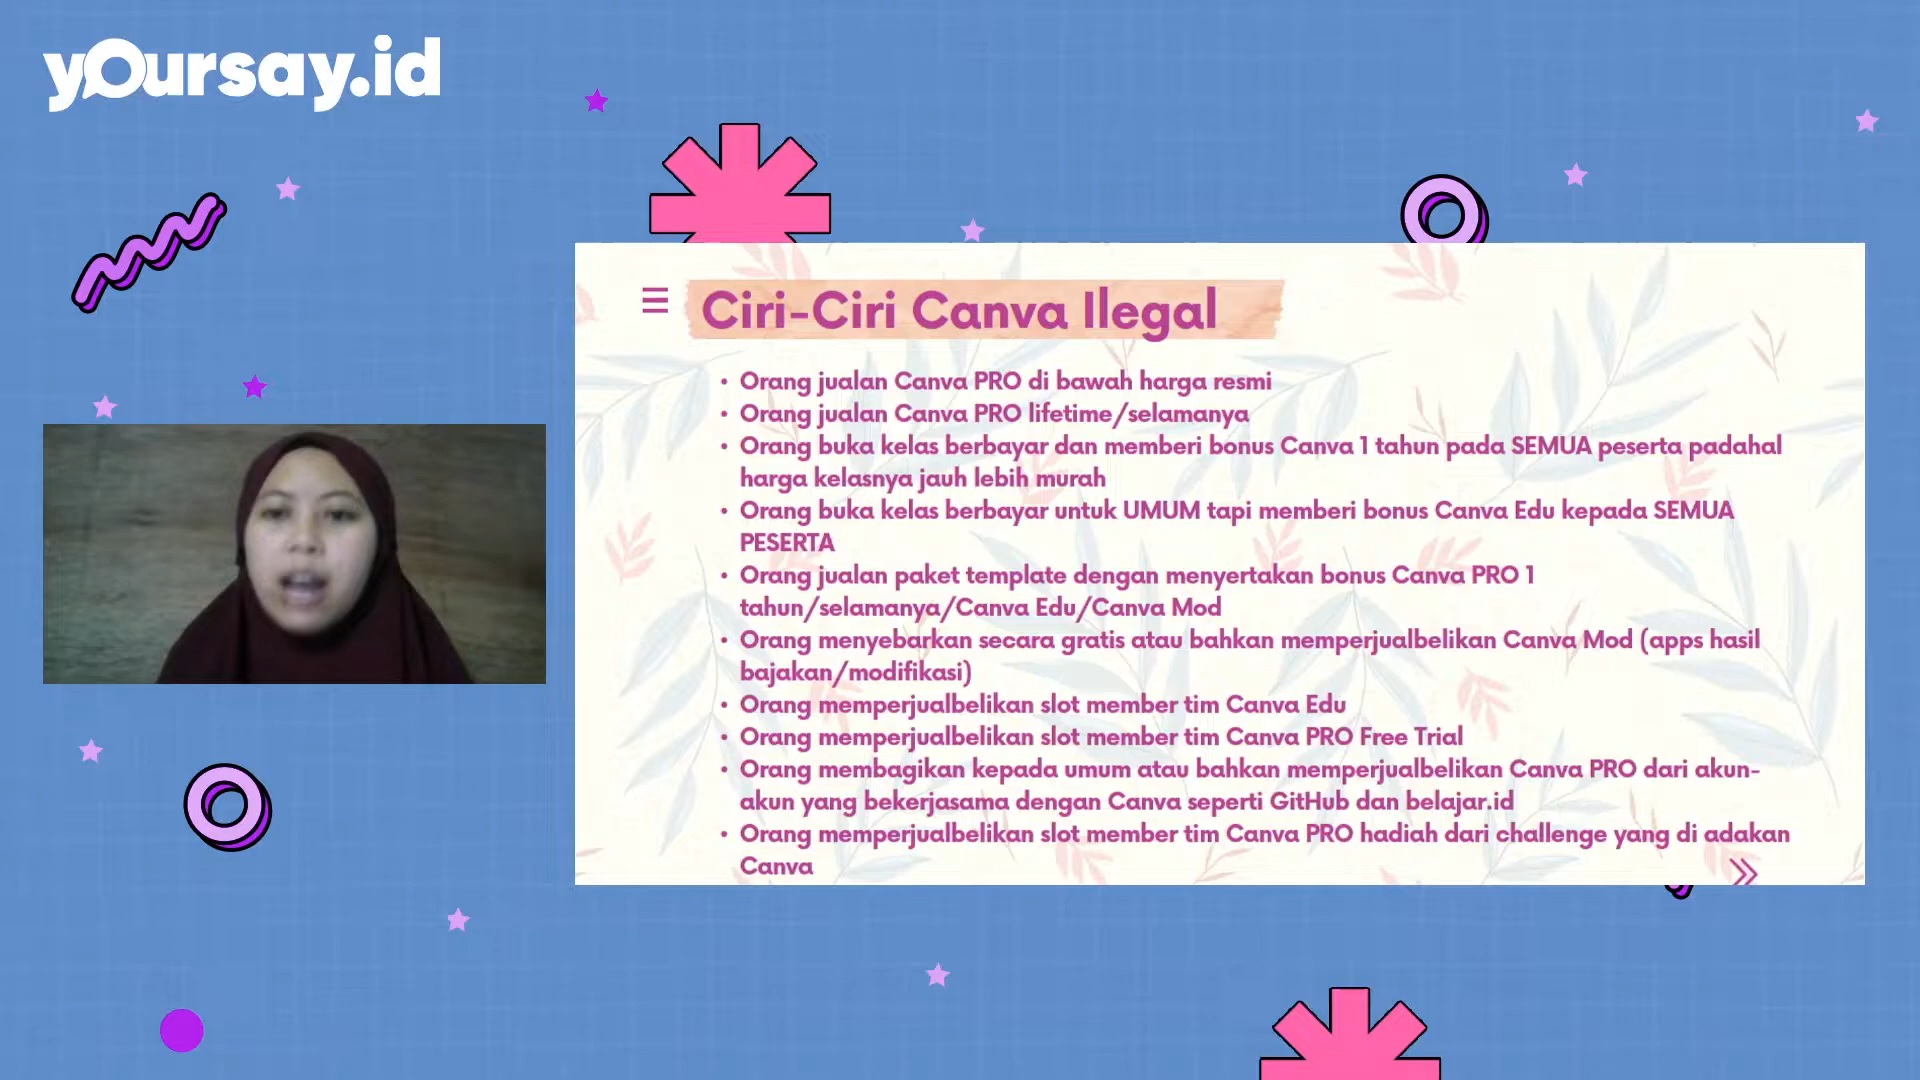 yoursay.id
Ciri-Ciri Canva Ilegal
• Orang jualan Canva PRO di bawah harga resmi
• Orang jualan Canva PRO lifetime/selamanya
• Orang buka kelas berbayar dan memberi bonus Canva 1 tahun pada SEMUA peserta padahal
harga kelasnya jauh lebih murah
• Orang buka kelas berbayar untuk UMUM tapi memberi bonus Canva Edu kepada SEMUA
PESERTA
• Orang jualan paket template dengan menyertakan bonus Canva PRO 1
tahun/selamanya/Canva Edu/Canva Mod
• Orang menyebarkan secara gratis atau bahkan memperjualbelikan Canva Mod (apps hasil
bajakan/modifikasi)
• Orang memperjualbelikan slot member tim Canva Edu
• Orang memperjualbelikan slot member tim Canva PRO Free Trial
• Orang membagikan kepada umum atau bahkan memperjualbelikan Canva PRO dari akun-
akun yang bekerjasama dengan Canva seperti GitHub dan belajar.id
• Orang memperjualbelikan slot member tim Canva PRO hadiah dari challenge yang di adakan
Canva